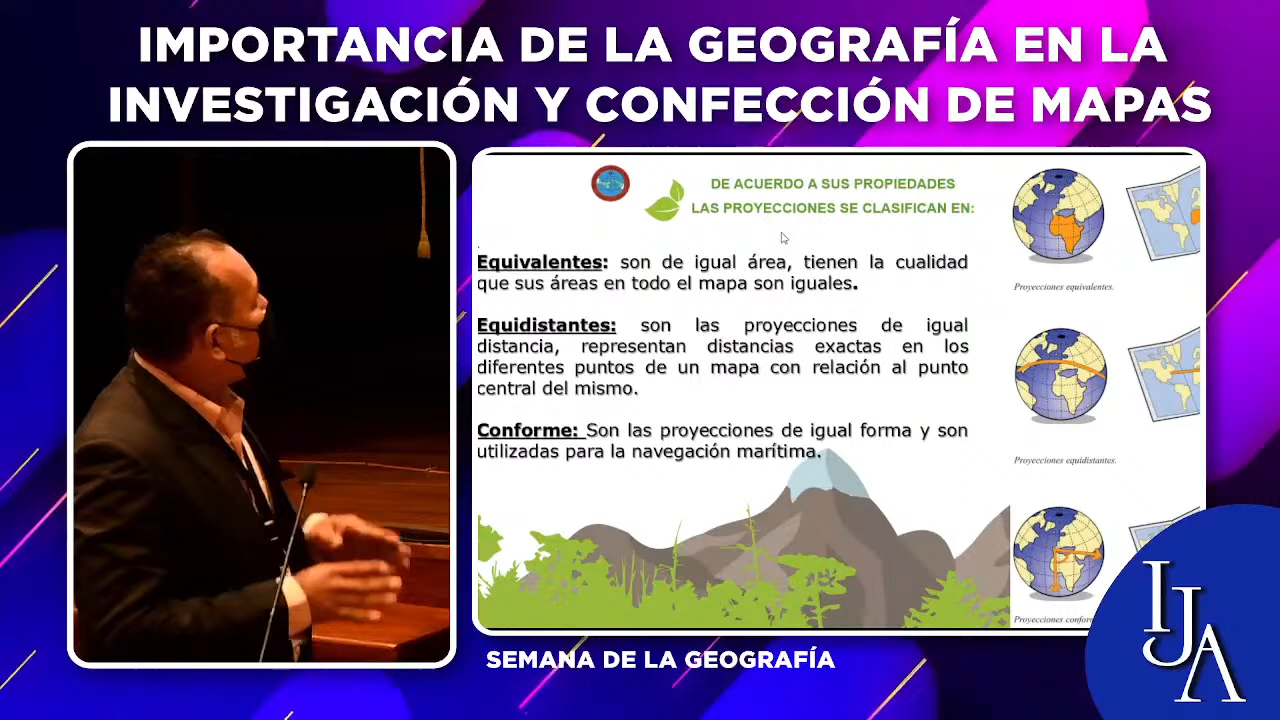 IMPORTANCIA DE LA GEOGRAFÍA EN LA
INVESTIGACIÓN Y CONFECCIÓN DE MAPAS
DE ACUERDO A SUS PROPIEDADES
LAS PROYECCIONES SE CLASIFICAN EN:
Equivalentes: son de igual área, tienen la cualidad
que sus áreas en todo el mapa son iguales.
Equidistantes: son las proyecciones de igual
distancia, representan distancias exactas en los
diferentes puntos de un mapa con relación al punto
central del mismo.
Conforme: Son las proyecciones de igual forma y son
utilizadas para la navegación marítima.
Proyecciones equivalentes.
Proyecciones equidistantes.
Proyecciones
SEMANA DE LA GEOGRAFÍA
IJA